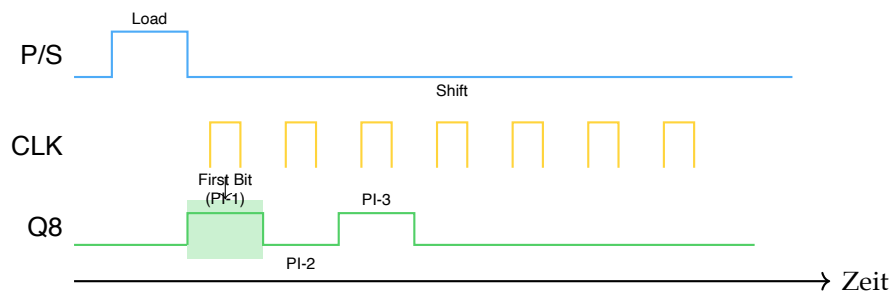 Load
P/S
Shift
CLK
First Bit
(PI-1)
PI-3
Q8
PI-2
Zeit